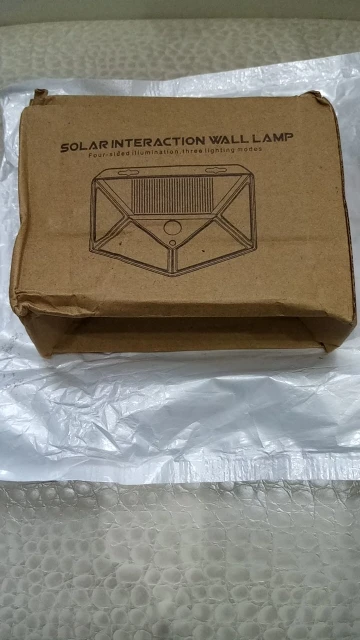 SOLAR INTERACTION WALL LAMP
Four-sided illumination-three lighting modes